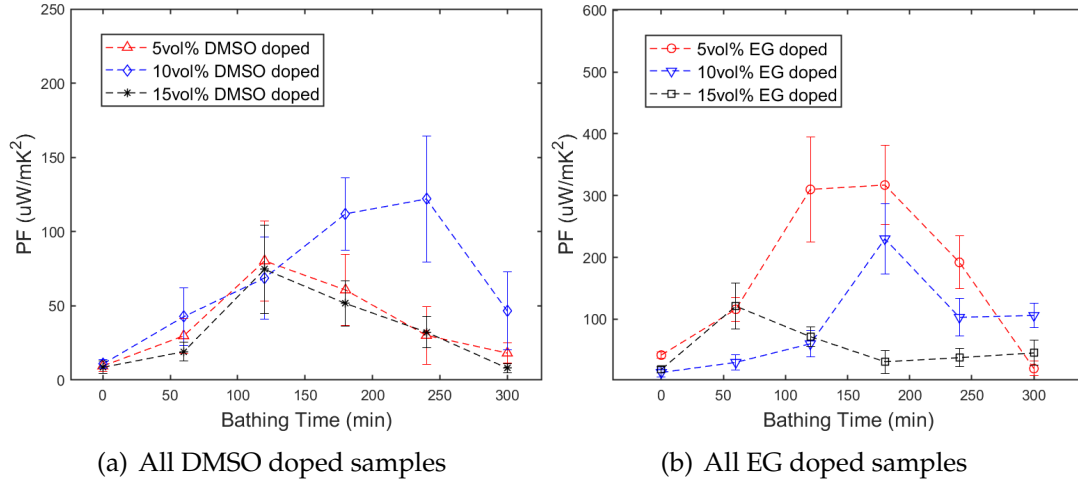 250
200
150
100
50
0
PF (uW/mK²)
5vol% DMSO doped
10vol% DMSO doped
15vol% DMSO doped
0 50 100 150 200 250 300
Bathing Time (min)
(a) All DMSO doped samples
600
500
400
300
200
100
PF (uW/mK²)
5vol% EG doped
10vol% EG doped
15vol% EG doped
0 50 100 150 200 250 300
Bathing Time (min)
(b) All EG doped samples